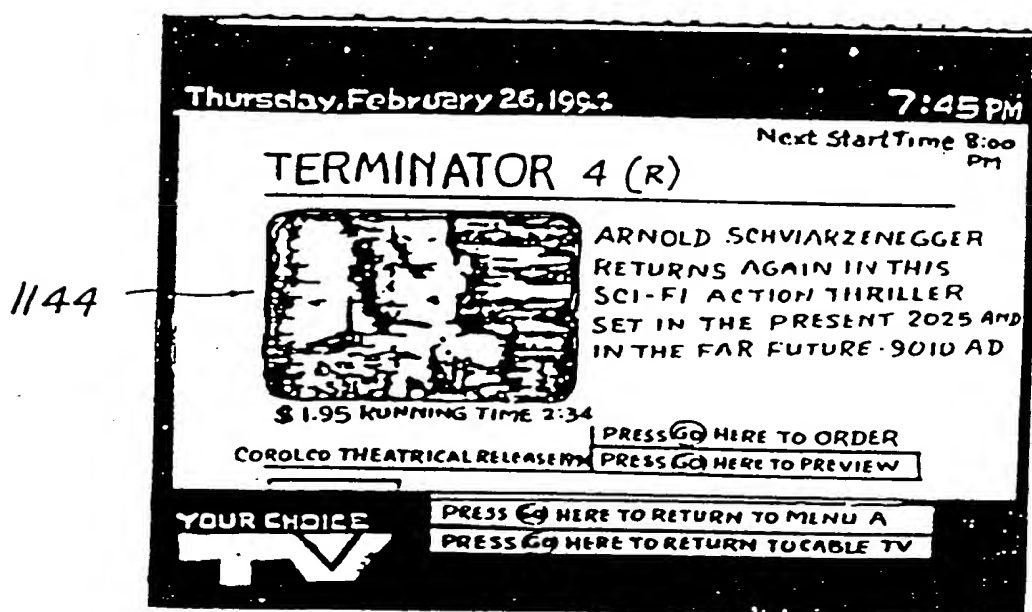 Thursday, February 26, 7:45 PM
Next Start Time 8:00 PM
TERMINATOR 4 (R)
ARNOLD SCHVIARZENEGGER
RETURNS AGAIN IN THIS
1144
SCI-FI ACTION THRILLER
SET IN THE PRESENT 2025 AND
IN THE FAR FUTURE-9010 AD
$ 1.95 RUNNING TIME 2:34
PRESS GO HERE TO ORDER
COROLCO THEATRICAL RELEASE
PRESS GO HERE TO PREVIEW
PRESS GO HERE TO RETURN TO MENU A
YOUR CHOICE
TV
PRESS GO HERE TO RETURN TO CABLE TV